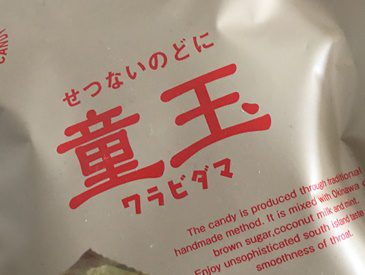 CANDY
せつないのどに
童玉
ワラビダマ
The candy is produced through traditional
handmade method. It is mixed with Okinawa
brown sugar, coconut milk and mint.
Enjoy unsophisticated south island taste
smoothness of throat.